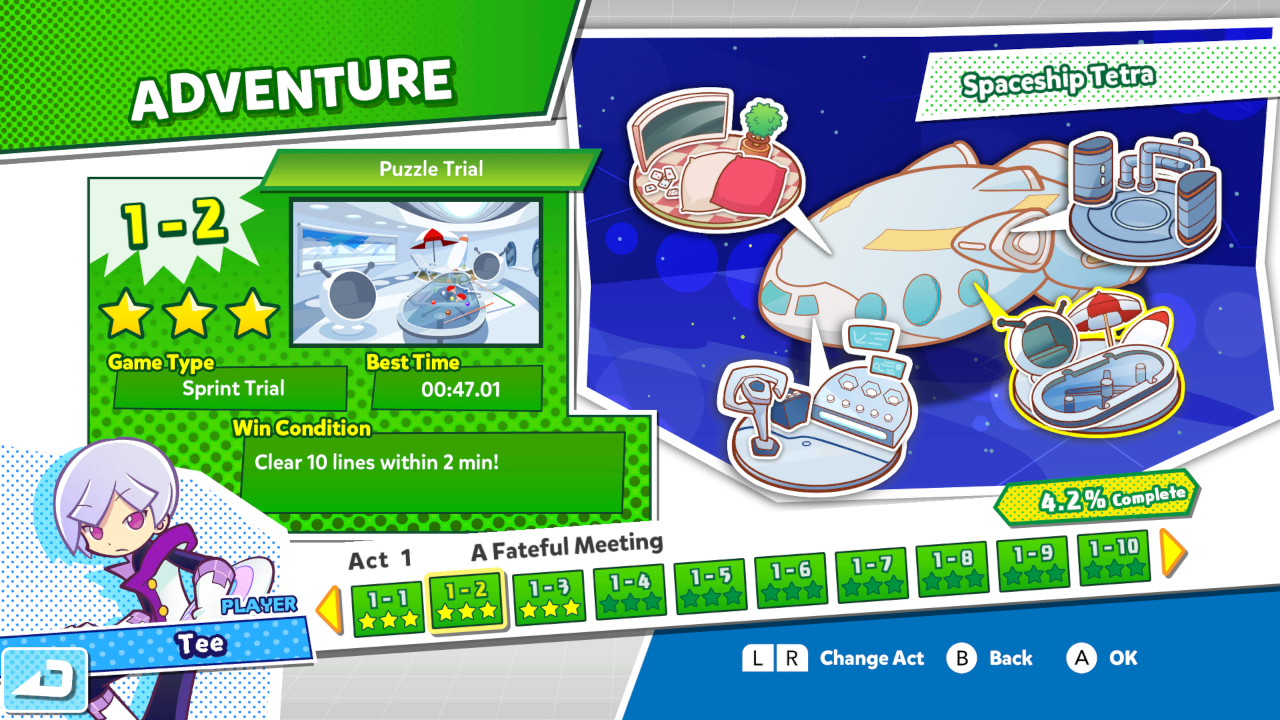 ADVENTURE
Spaceship Tetra
Puzzle Trial
1-2
Game Type
Best Time
Sprint Trial
00:47.01
Win Condition
Clear 10 lines within 2 min!
4.2% Complete
Act 1
A Fateful Meeting
1-1
1-2
1-3
1-4
1-5
1-6
1-7
1-8
1-9
1-10
PLAYER
Tee
L R Change Act
B Back
A OK